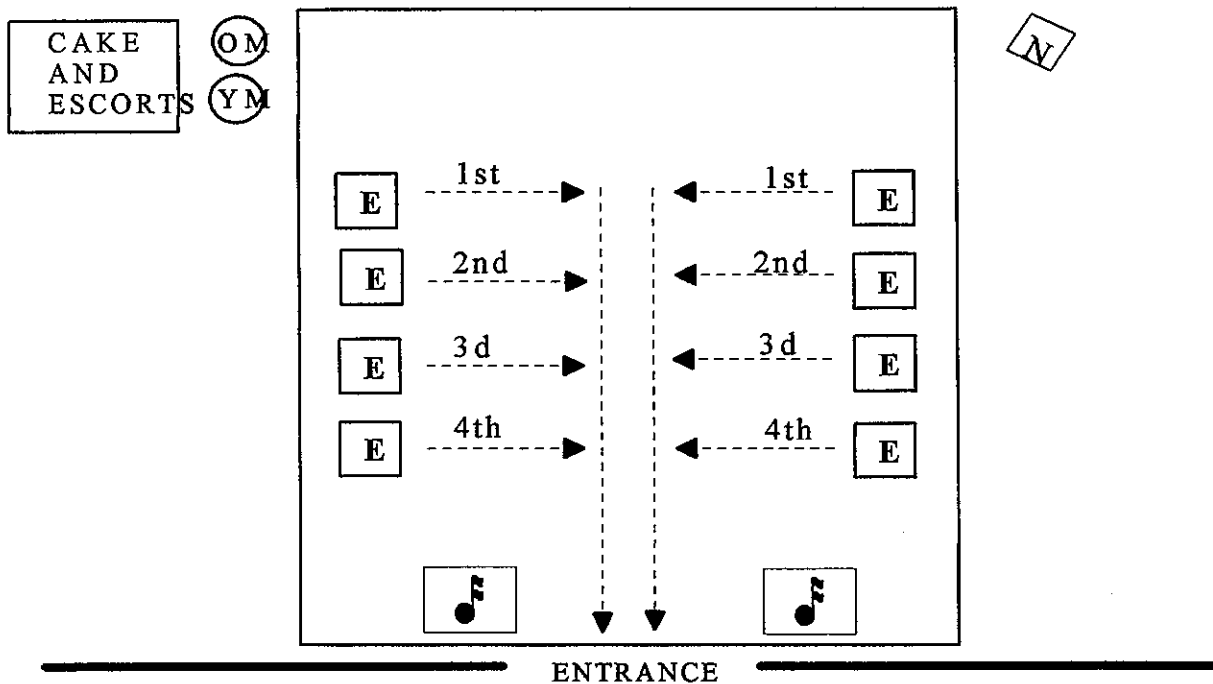 CAKE
AND
ESCORTS
OM
YM
N
1st 1st
E E
2nd 2nd
E E
3d 3d
E E
4th 4th
E E
ENTRANCE